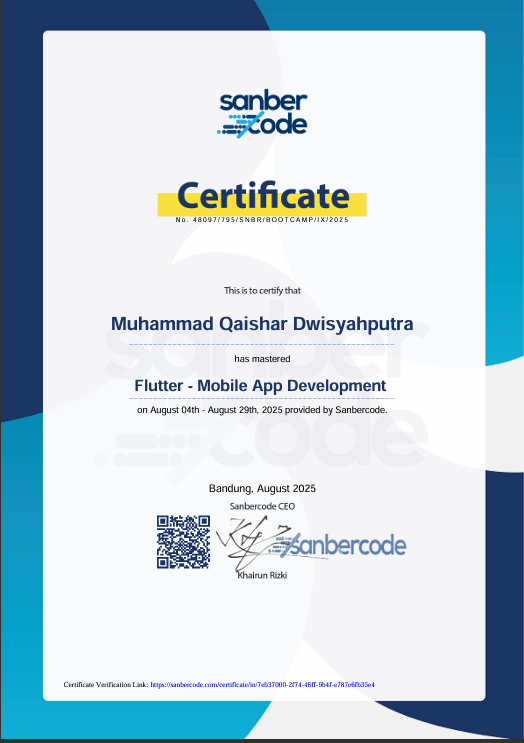 sanber
code
Certificate
No. 48097/795/SNBR/BOOTCAMP/IX/2025
This is to certify that
Muhammad Qaishar Dwisyahputra
has mastered
Flutter - Mobile App Development
on August 04th - August 29th, 2025 provided by Sanbercode.
sanber
code
Bandung, August 2025
Sanbercode CEO
sanbercode
Khairun Rizki
Certificate Verification Link: https://sanbercode.com/certificate/in/7eb37000-2f74-46ff-9b4f-e787e6fb35e4